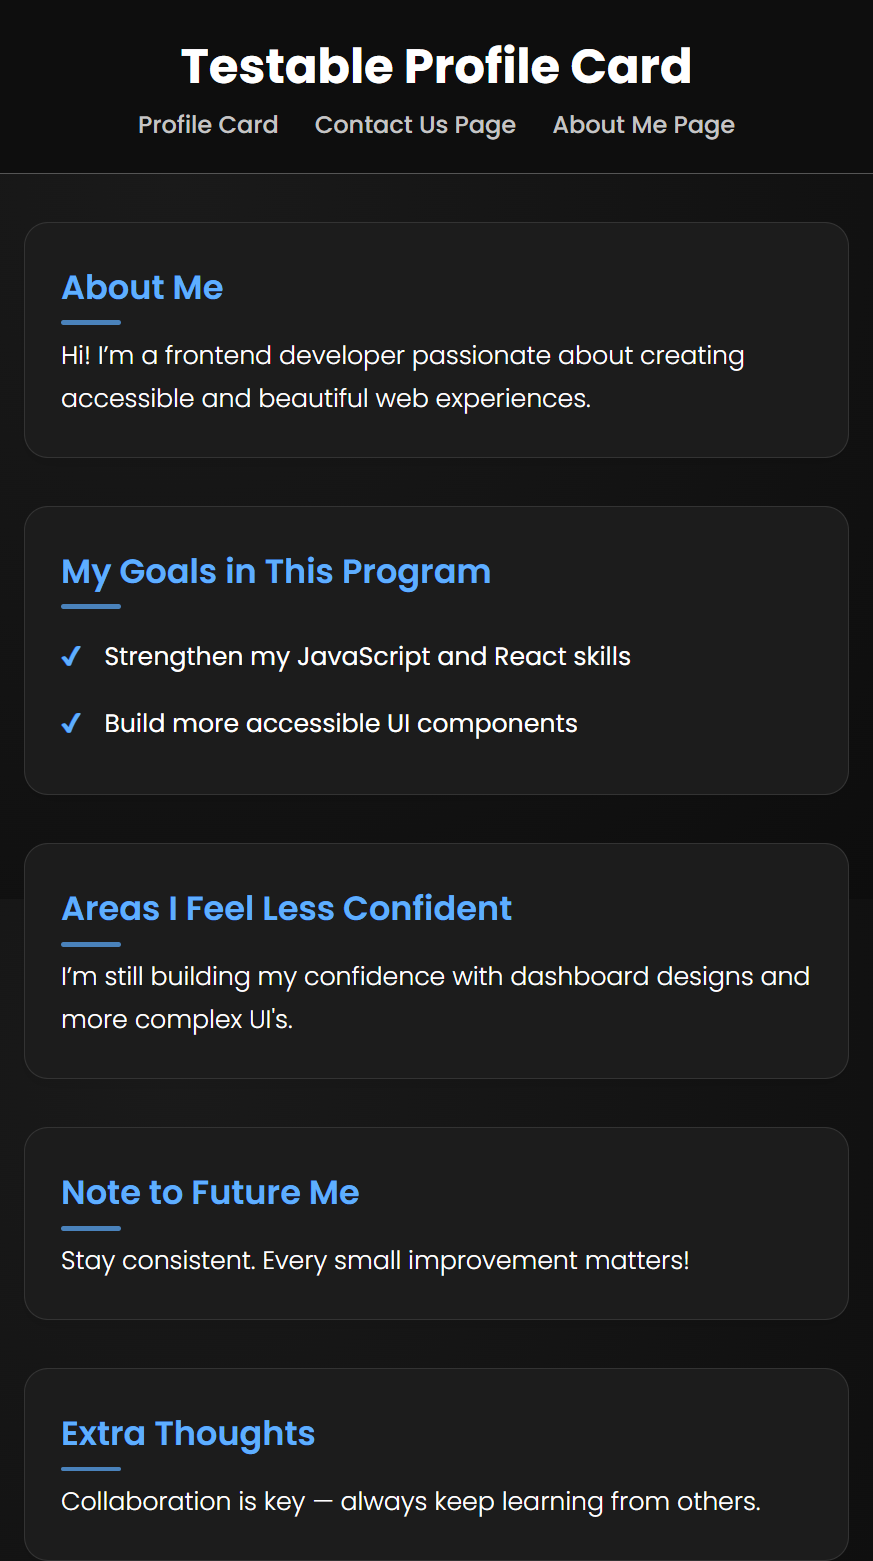 Testable Profile Card
Profile Card Contact Us Page About Me Page
About Me
Hi! I’m a frontend developer passionate about creating
accessible and beautiful web experiences.
My Goals in This Program
✔ Strengthen my JavaScript and React skills
✔ Build more accessible UI components
Areas I Feel Less Confident
I’m still building my confidence with dashboard designs and
more complex UI's.
Note to Future Me
Stay consistent. Every small improvement matters!
Extra Thoughts
Collaboration is key — always keep learning from others.